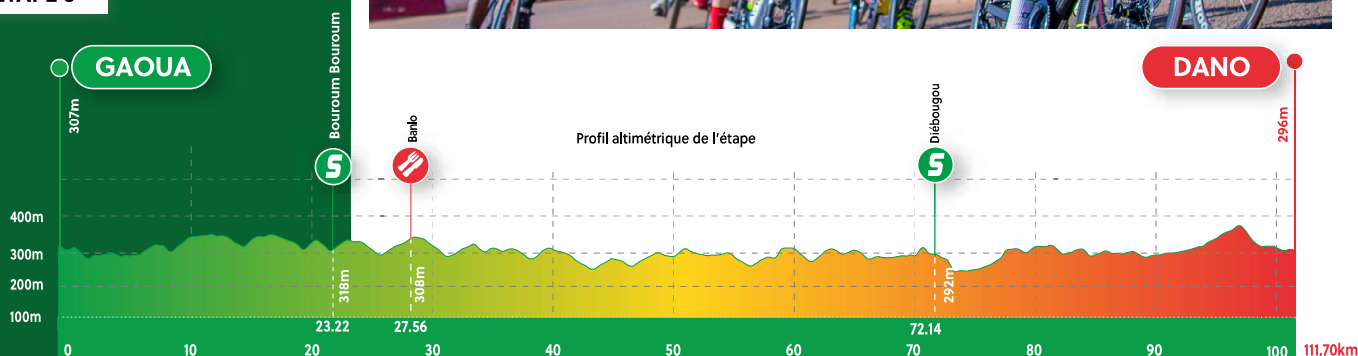 GAOUA
DANO
307m
Bouroum Bouroum
Banlo
Diébougou
296m
Profil altimétrique de l'étape
S
S
400m
300m
200m
100m
318m
308m
292m
23.22
27.56
72.14
0 10 20 30 40 50 60 70 80 90 100 111,70km